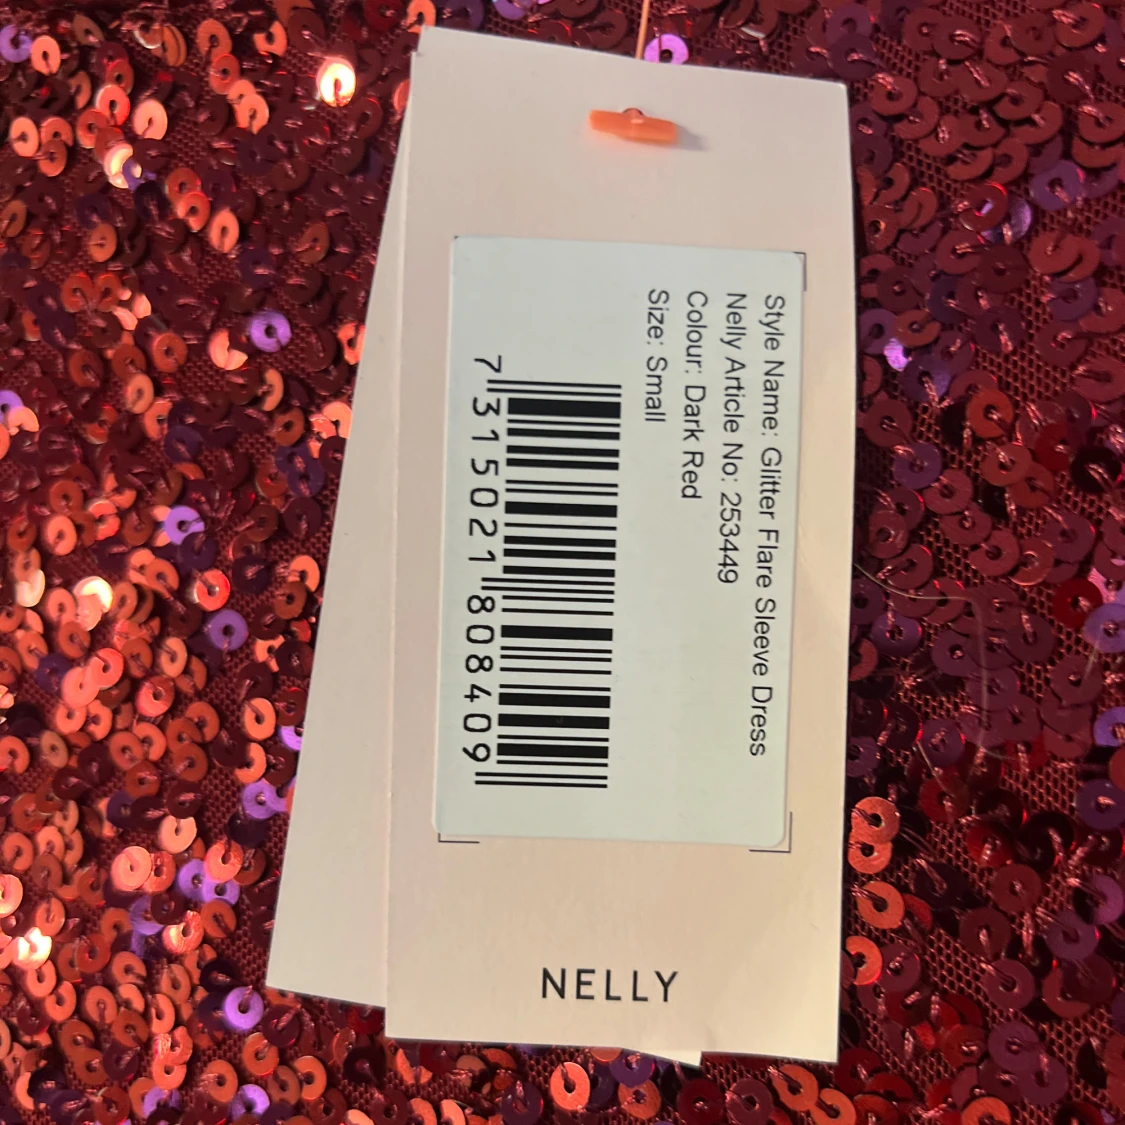 Style Name: Glitter Flare Sleeve Dress
Nelly Article No: 253449
Colour: Dark Red
Size: Small
7 315021 808409
NELLY